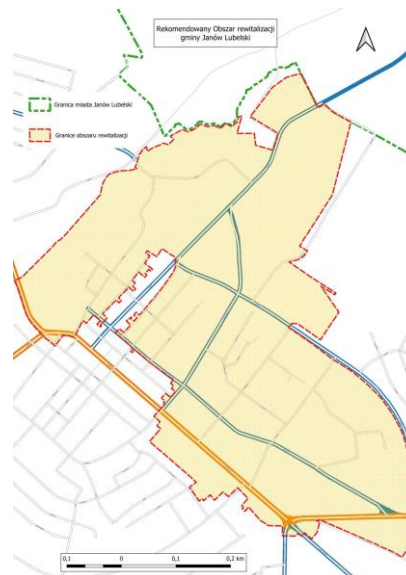 Rekomendowany Obszar rewitalizacji
gminy Janów Lubelski
Granica miasta Janów Lubelski
Granice obszaru rewitalizacji
0,1 0 0,1 0,2 km